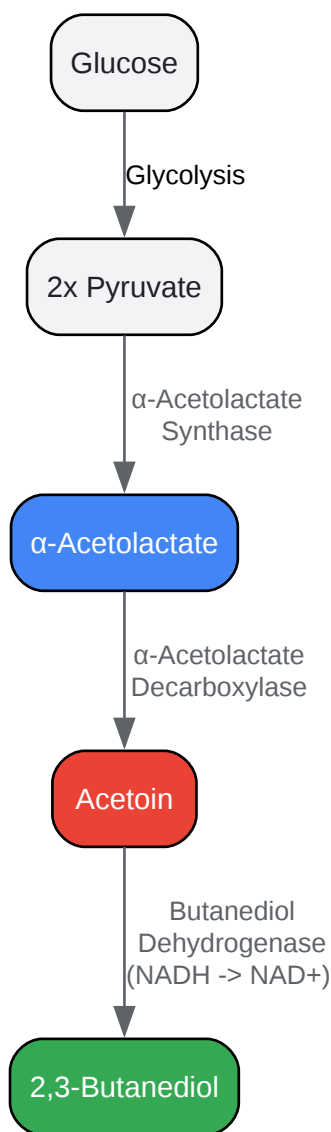 Glucose
Glycolysis
2x Pyruvate
α-Acetolactate
Synthase
α-Acetolactate
α-Acetolactate
Decarboxylase
Acetoin
Butanediol
Dehydrogenase
(NADH -> NAD+)
2,3-Butanediol